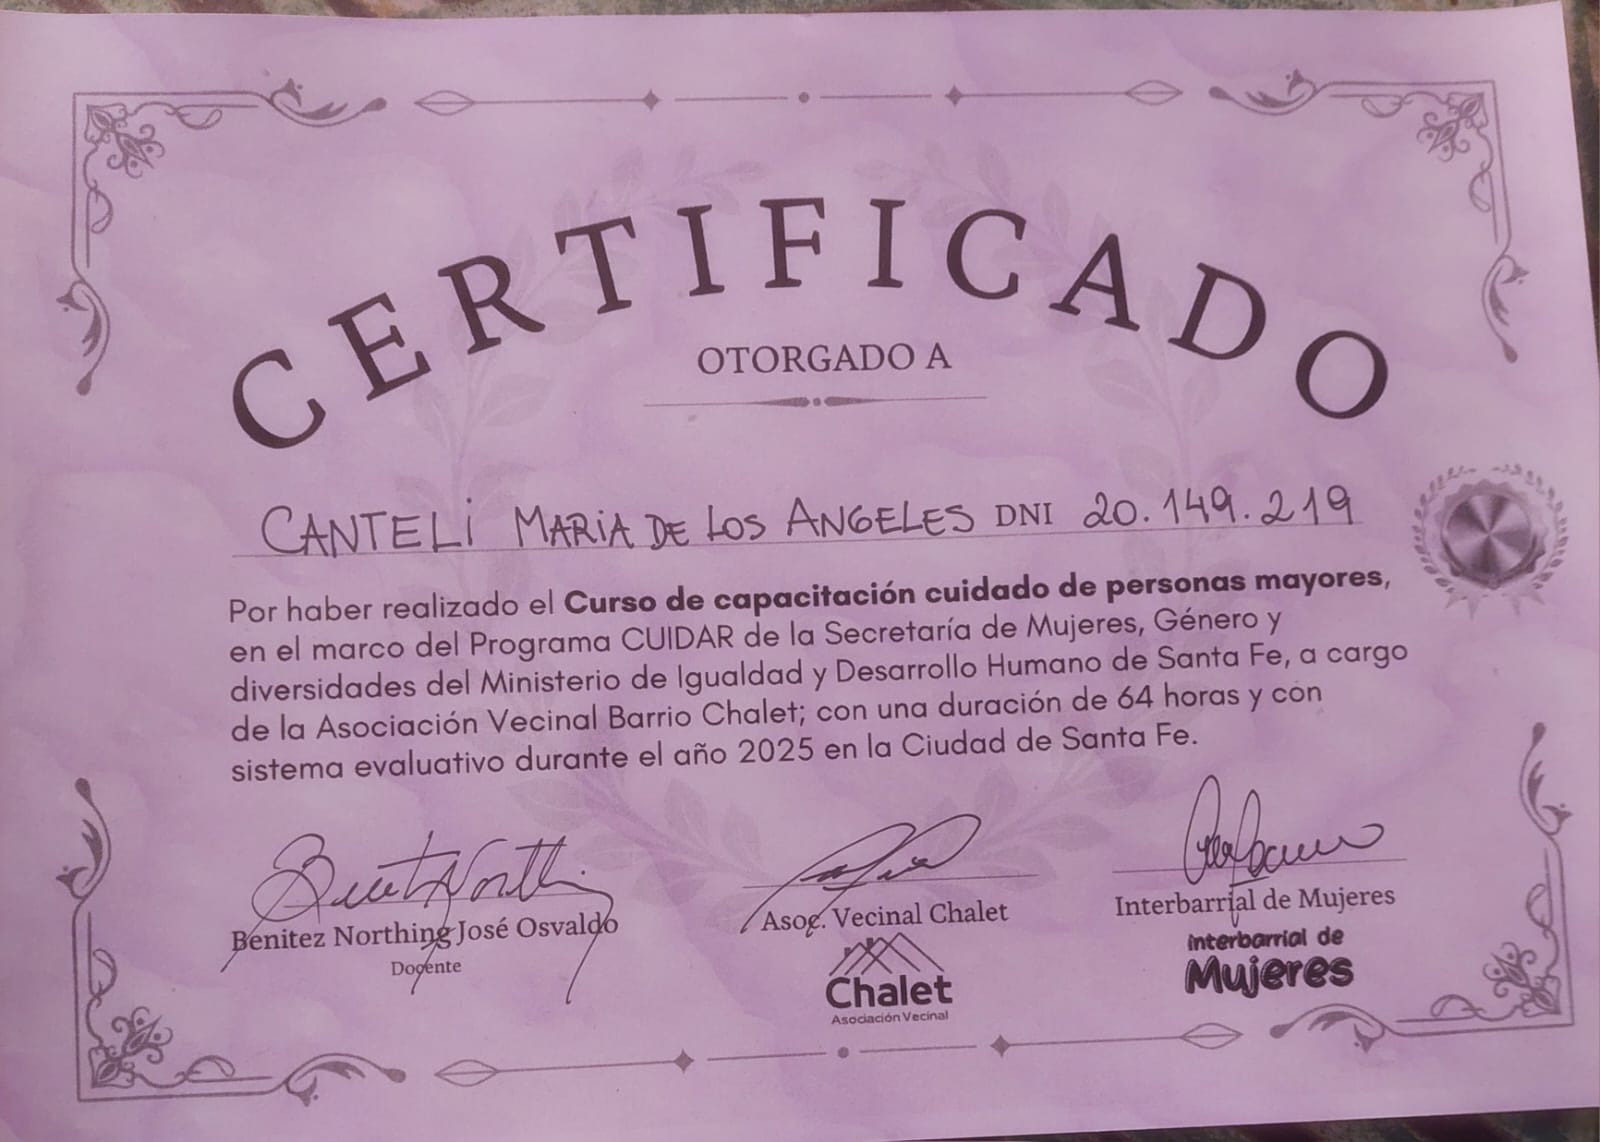 CERTIFICADO
OTORGADO A
CANTELI MARIA DE LOS ANGELES DNI 20.149.219
Por haber realizado el Curso de capacitación cuidado de personas mayores,
en el marco del Programa CUIDAR de la Secretaría de Mujeres, Género y
diversidades del Ministerio de Igualdad y Desarrollo Humano de Santa Fe, a cargo
de la Asociación Vecinal Barrio Chalet; con una duración de 64 horas y con
sistema evaluativo durante el año 2025 en la Ciudad de Santa Fe.
Benitez Northing José Osvaldo
Docente
Asoc. Vecinal Chalet
Chalet
Asociación Vecinal
Interbarrial de Mujeres
Interbarrial de
Mujeres